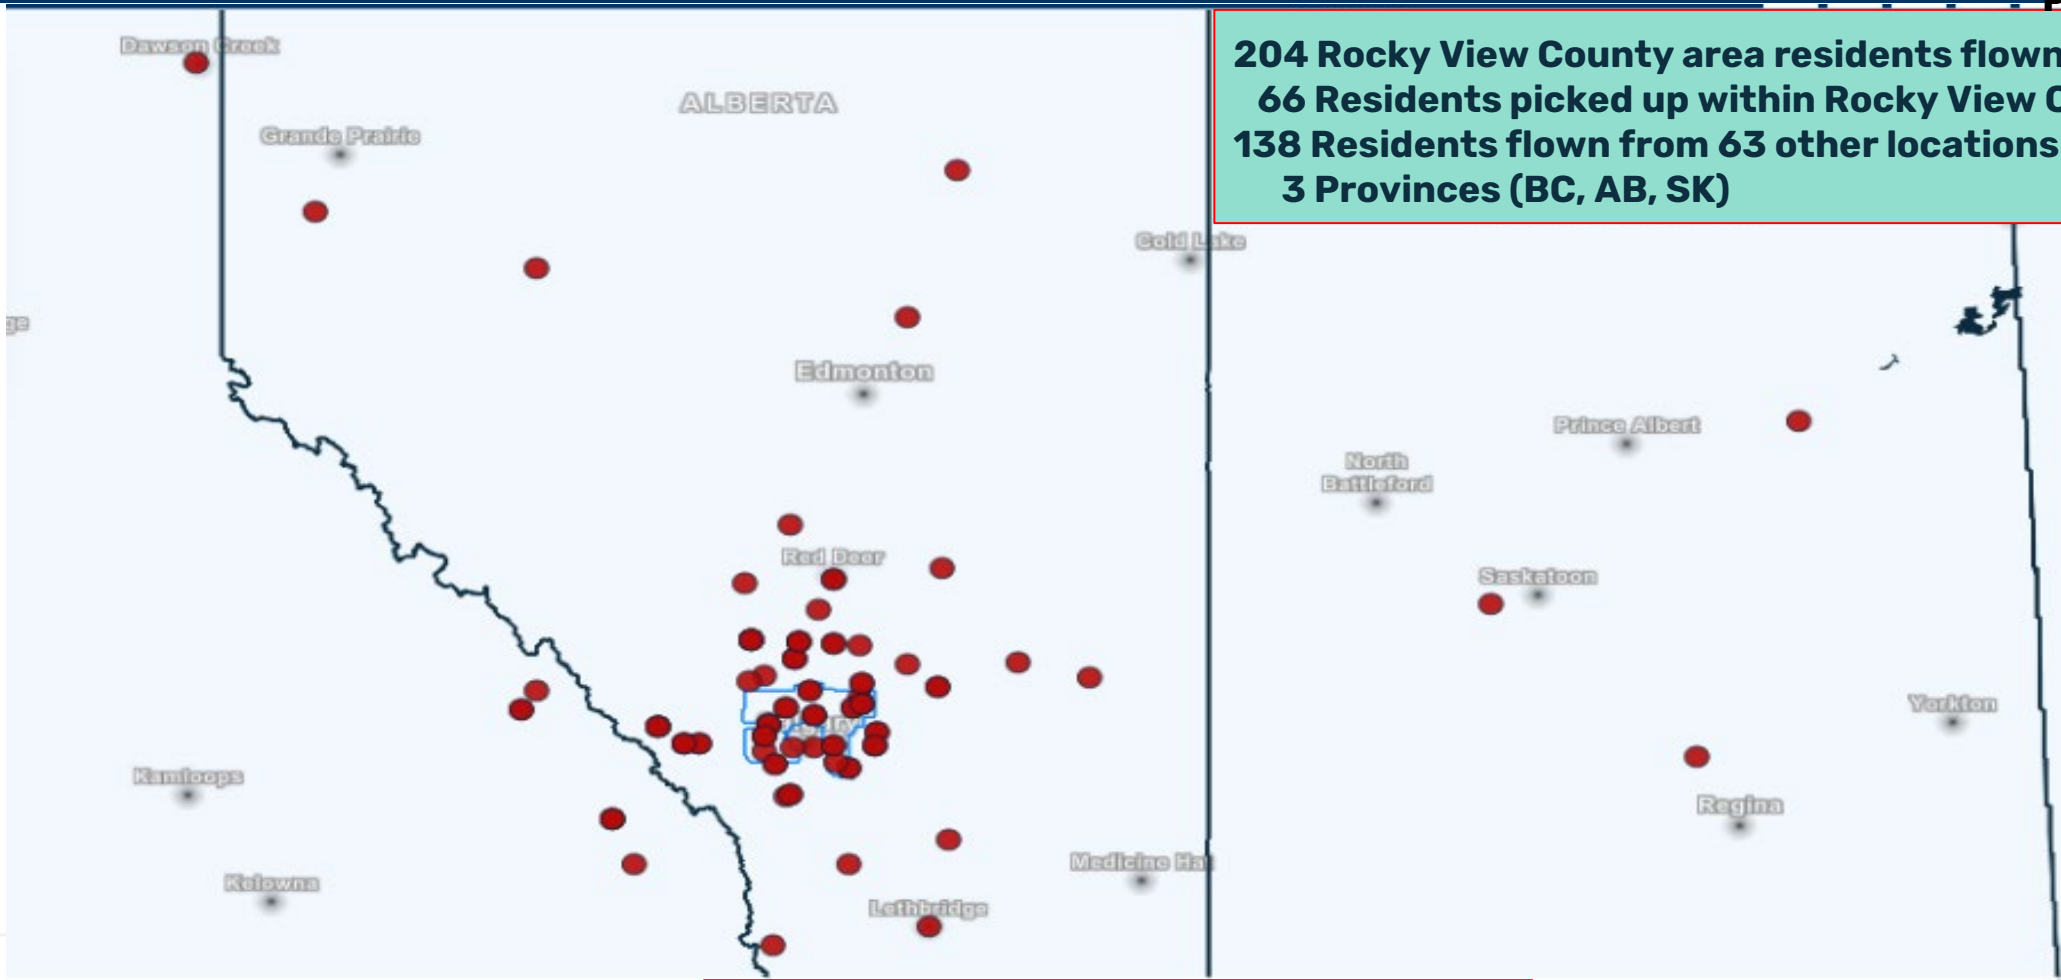 Dawson Creek
ALBERTA
204 Rocky View County area residents flown
66 Residents picked up within Rocky View
138 Residents flown from 63 other locations
3 Provinces (BC, AB, SK)
Grande Prairie
Cold Lake
Edmonton
Prince Albert
North
Battleford
Red Deer
Saskatoon
Yorkton
Kamloops
Regina
Medicine Hat
Kelowna
Lethbridge